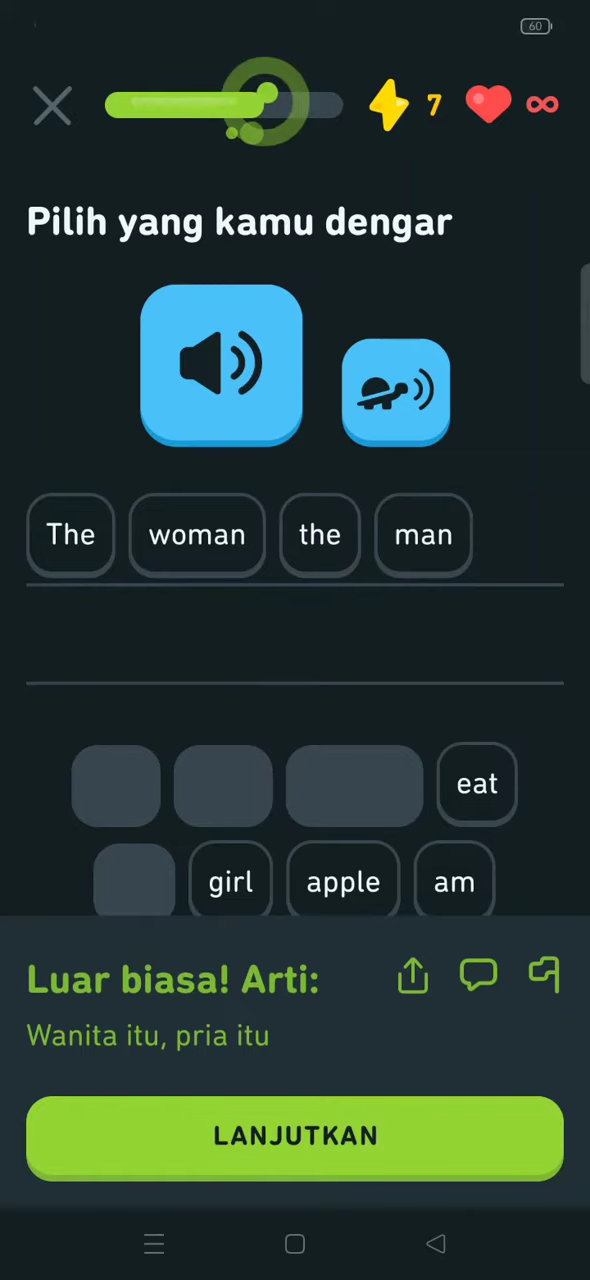 60
7 ∞
Pilih yang kamu dengar
The woman the man
eat
girl apple am
Luar biasa! Arti:
Wanita itu, pria itu
LANJUTKAN